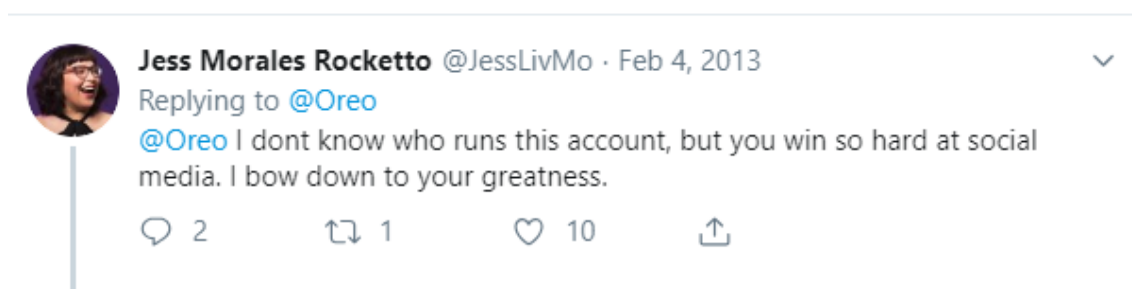 Jess Morales Rocketto @JessLivMo · Feb 4, 2013
Replying to @Oreo
@Oreo I dont know who runs this account, but you win so hard at social
media. I bow down to your greatness.
2 1 10